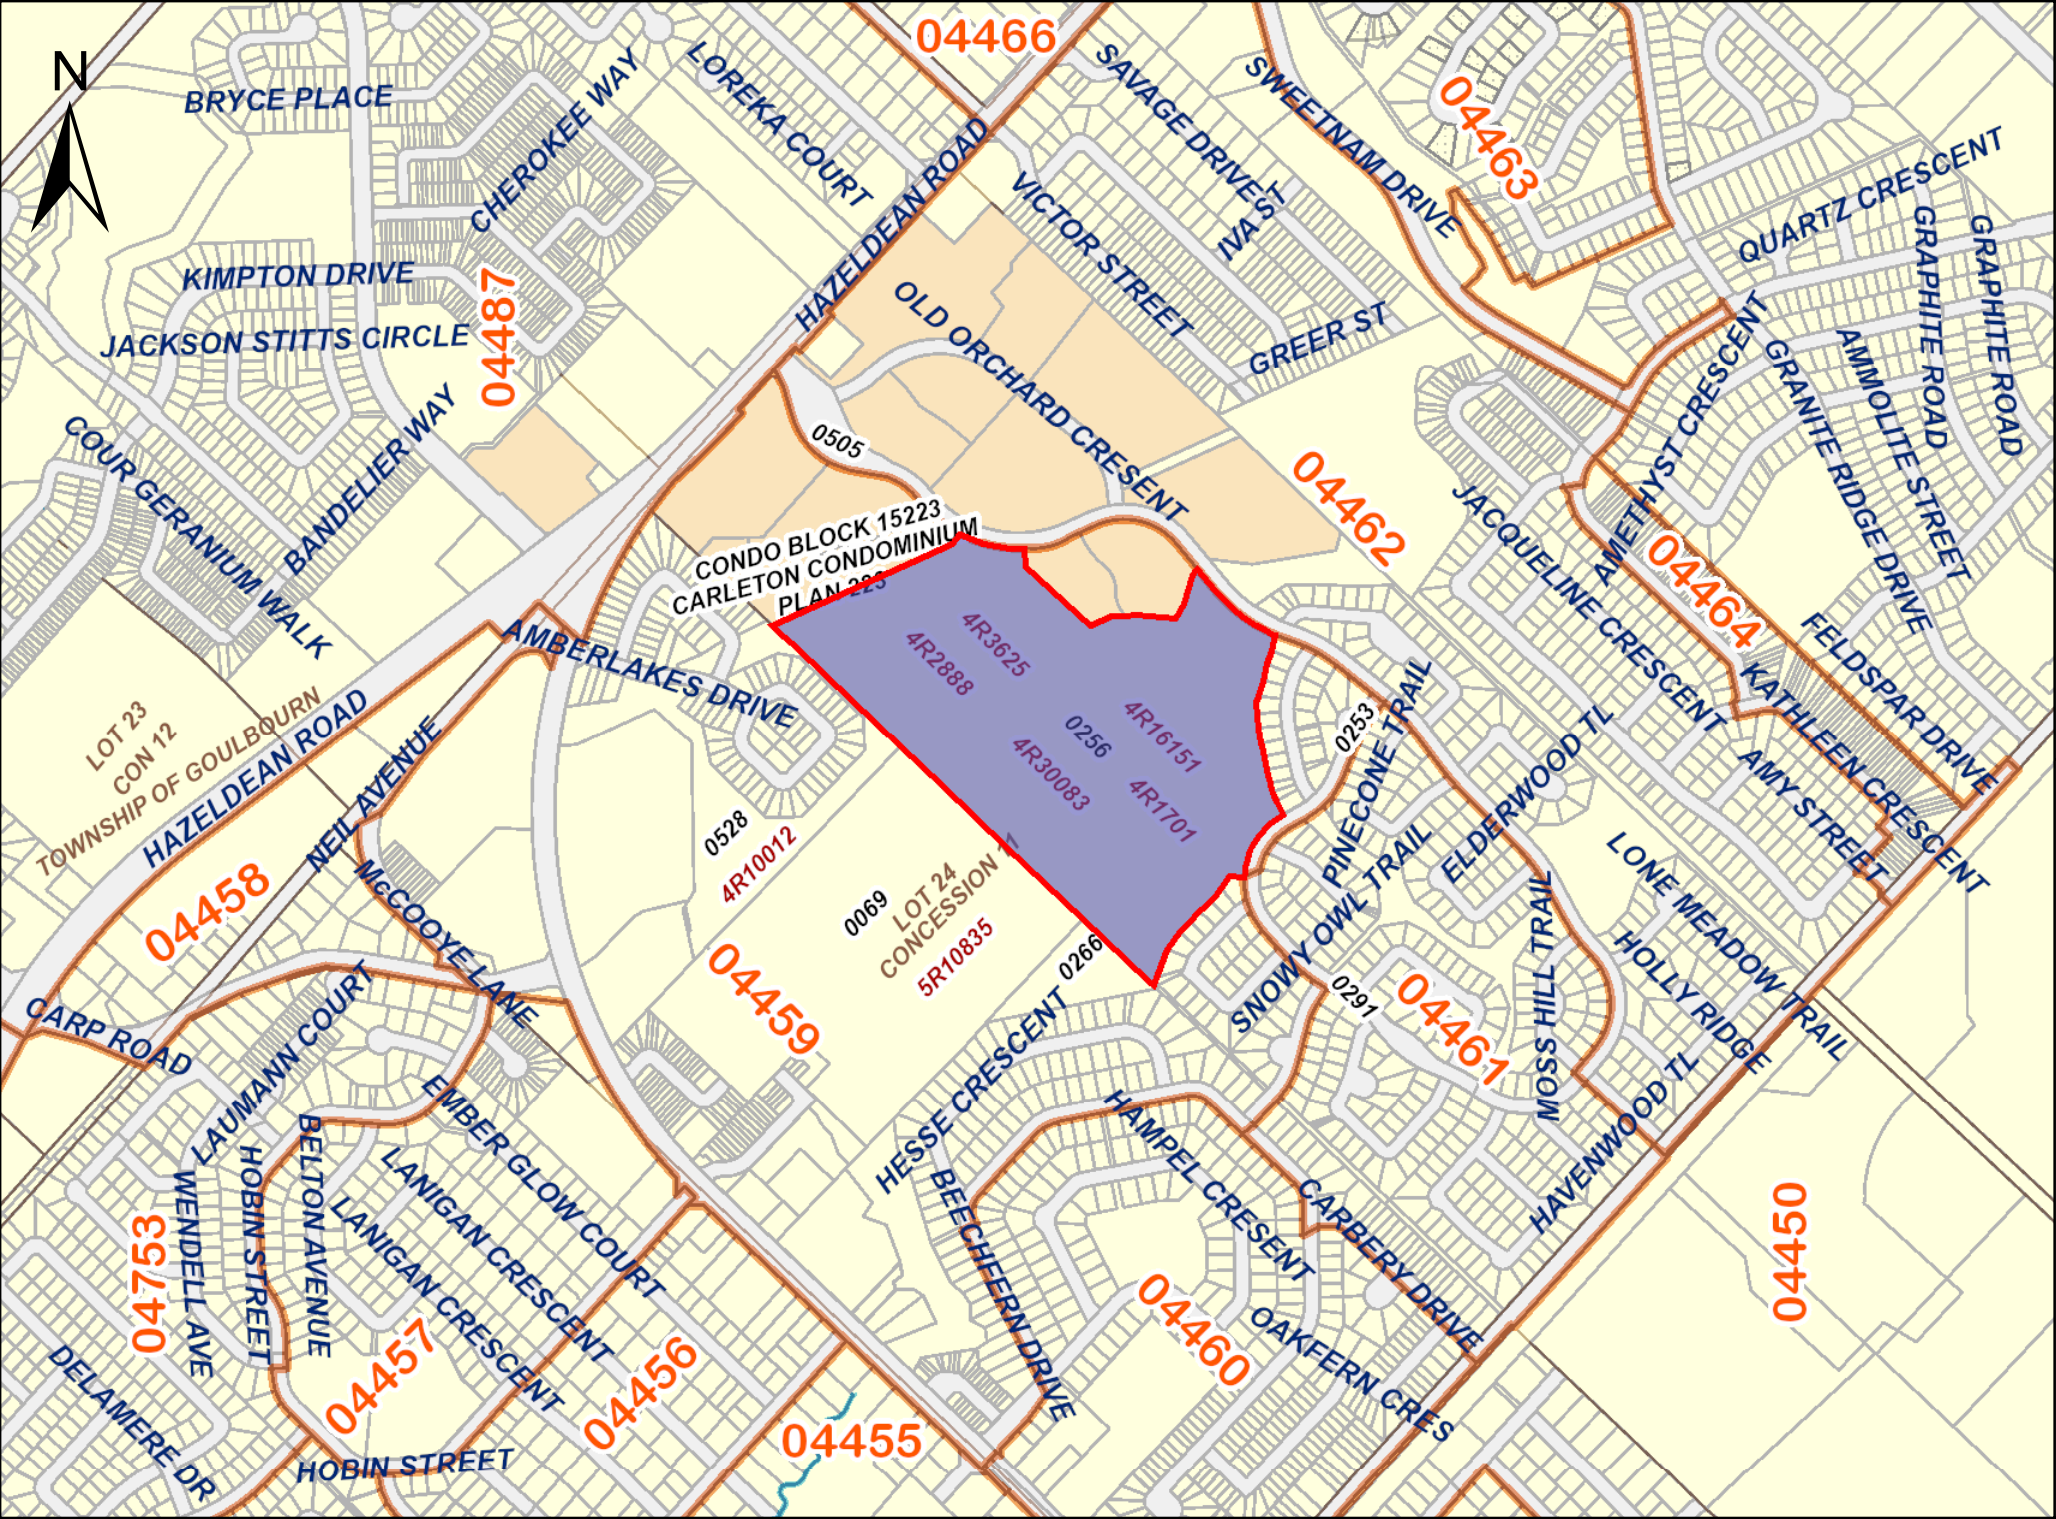 04466
N
BRYCE PLACE
CHEROKEE WAY
LOREKA COURT
HAZELDEAN ROAD
SAVAGE DRIVE
SWEETNAM DRIVE
04463
IVA ST
VICTOR STREET
QUARTZ CRESCENT
GRAPHITE ROAD
GRAPHITE ROAD
KIMPTON DRIVE
JACKSON STITTS CIRCLE
04487
OLD ORCHARD CRESENT
GREER ST
AMETHYST CRESCENT
GRANITE RIDGE DRIVE
AMMOLITE STREET
COUR GERANIUM WALK
BANDELIER WAY
0505
04462
JACQUELINE CRESCENT
04464
FELDSPAR DRIVE
CONDO BLOCK 15223
CARLETON CONDOMINIUM
PLAN 223
AMBERLAKES DRIVE
4R3625
4R2888
4R16151
0256
4R30083
4R1701
0253
PINECONE TRAIL
KATHLEEN CRESCENT
AMY STREET
ELDERWOOD TL
LOT 23
CON 12
TOWNSHIP OF GOULBOURN
HAZELDEAN ROAD
NEIL AVENUE
0528
4R10012
0069
LOT 24
CONCESSION 11
5R10835
0266
SNOWY OWL TRAIL
LONE MEADOW TRAIL
HOLLY RIDGE
MOSS HILL TRAIL
04458
McCOOYE LANE
04459
0291
04461
CARP ROAD
LAUMANN COURT
HESSE CRESCENT
HAVENWOOD TL
EMBER GLOW COURT
HAMPEL CRESENT
BELTON AVENUE
HOBIN STREET
WENDELL AVE
LANIGAN CRESCENT
LANIGAN CRESCENT
BEECHFERN DRIVE
CARBERY DRIVE
04450
04753
04457
04456
04460
OAKFERN CRES
DELAMERE DR
HOBIN STREET
04455